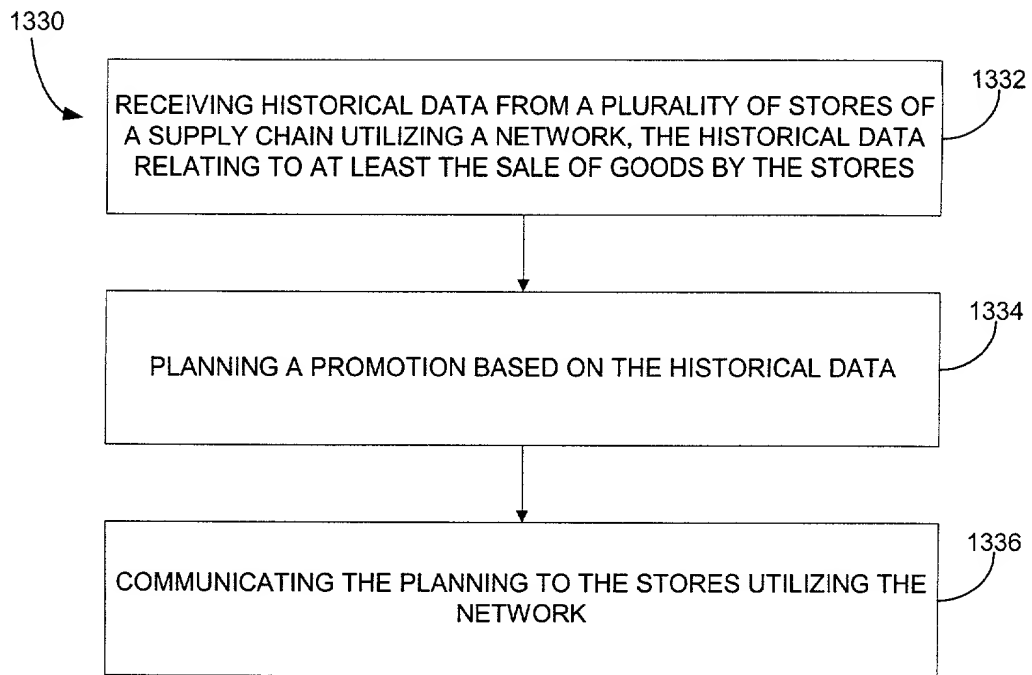 1330
1332
RECEIVING HISTORICAL DATA FROM A PLURALITY OF STORES OF
A SUPPLY CHAIN UTILIZING A NETWORK, THE HISTORICAL DATA
RELATING TO AT LEAST THE SALE OF GOODS BY THE STORES
1334
PLANNING A PROMOTION BASED ON THE HISTORICAL DATA
1336
COMMUNICATING THE PLANNING TO THE STORES UTILIZING THE
NETWORK